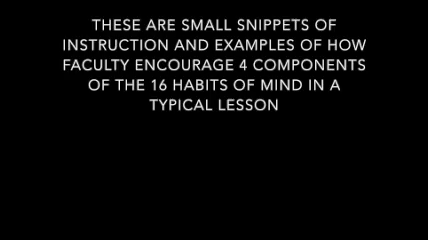 THESE ARE SMALL SNIPPETS OF
INSTRUCTION AND EXAMPLES OF HOW
FACULTY ENCOURAGE 4 COMPONENTS
OF THE 16 HABITS OF MIND IN A
TYPICAL LESSON